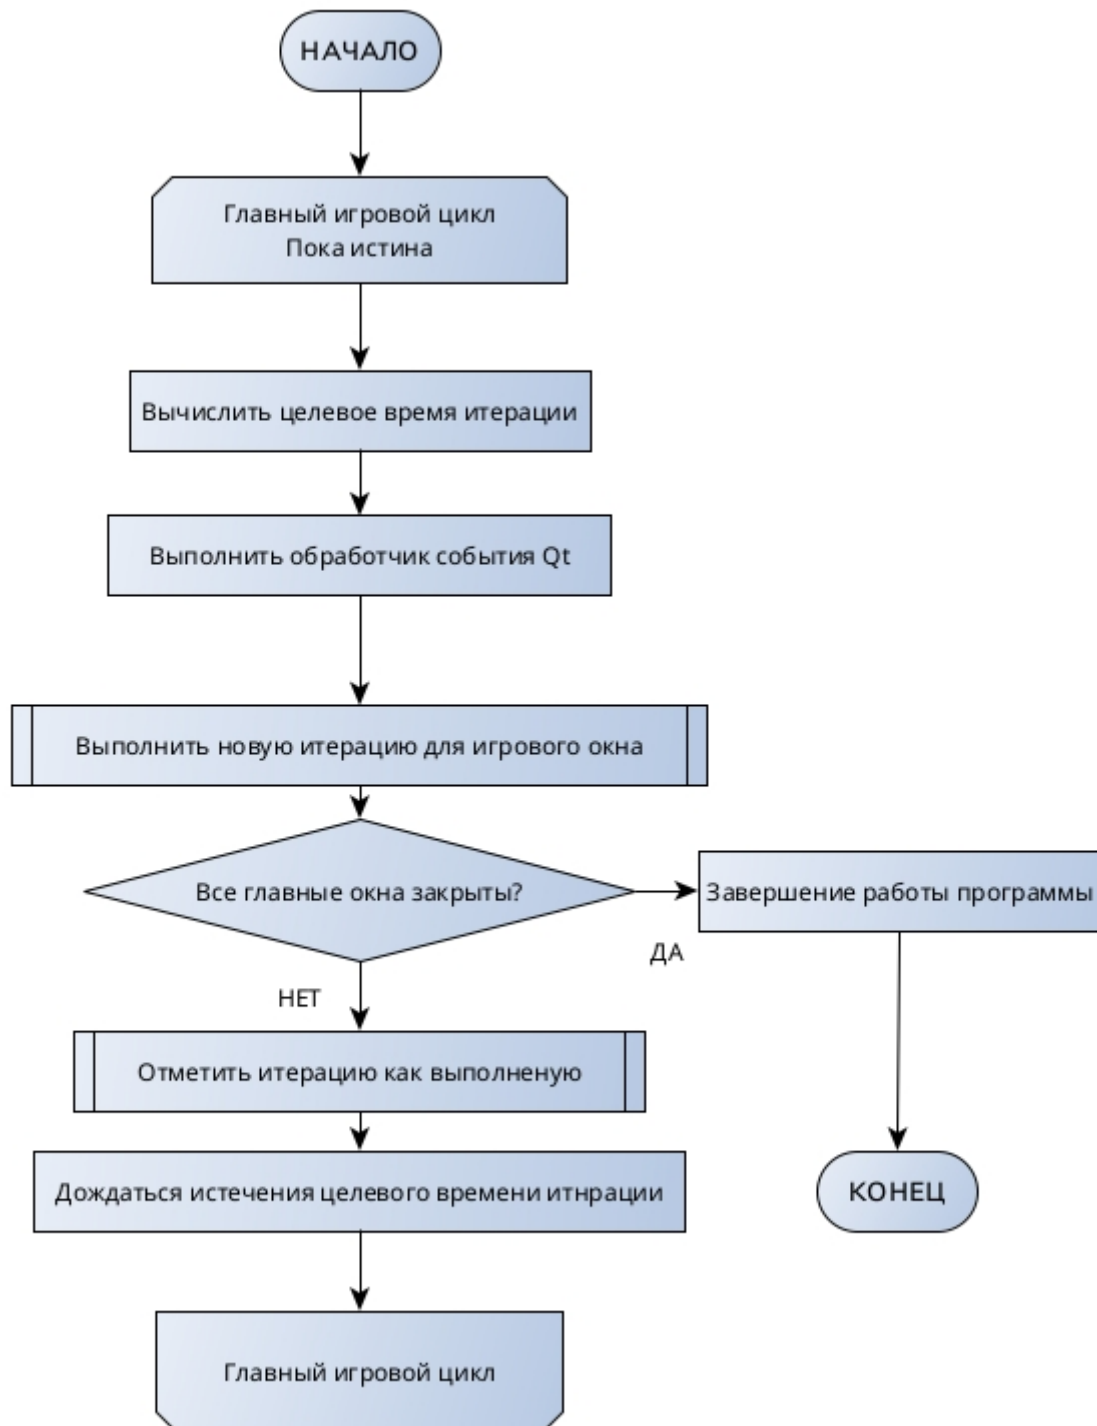 НАЧАЛО
Главный игровой цикл
Пока истина
Вычислить целевое время итерации
Выполнить обработчик события Qt
Выполнить новую итерацию для игрового окна
Все главные окна закрыты?
Завершение работы программы
ДА
НЕТ
Отметить итерацию как выполненую
Дождаться истечения целевого времени итнрации
КОНЕЦ
Главный игровой цикл